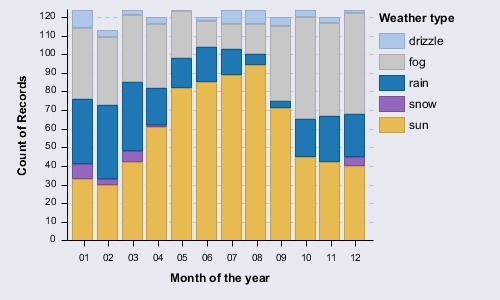 Weather type
drizzle
fog
rain
snow
sun
Count of Records
120
110
100
90
80
70
60
50
40
30
20
10
0
01 02 03 04 05 06 07 08 09 10 11 12
Month of the year